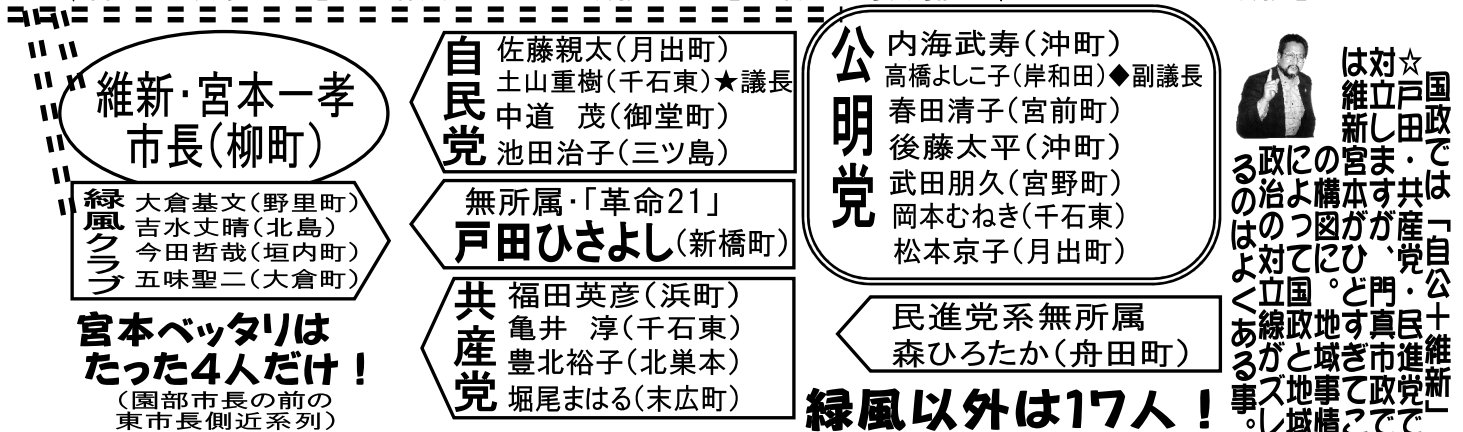 維新・宮本一孝
市長(柳町)
緑風クラブ
大倉基文(野里町)
吉水丈晴(北島)
今田哲哉(垣内町)
五味聖二(大倉町)
宮本ベッタリは
たった4人だけ!
(園部市長の前の
東市長側近系列)
自民党
佐藤親太(月出町)
土山重樹(千石東)★議長
中道 茂(御堂町)
池田治子(三ツ島)
無所属・「革命21」
戸田ひさよし(新橋町)
共産党
福田英彦(浜町)
亀井 淳(千石東)
豊北裕子(北巣本)
堀尾まはる(末広町)
公明党
内海武寿(沖町)
高橋よしこ子(岸和田)◆副議長
春田清子(宮前町)
後藤太平(沖町)
武田朋久(宮野町)
岡本むねき(千石東)
松本京子(月出町)
民進党系無所属
森ひろたか(舟田町)
緑風以外は17人!
国政では「自公+維新」
☆戸田・共産党・民進党で
対立しますが、門真市政で
は維新宮本がひどすぎてこ
の構図に。地域事情
によって国政と地域
政治の対立線がズレ
るのはよくある事。